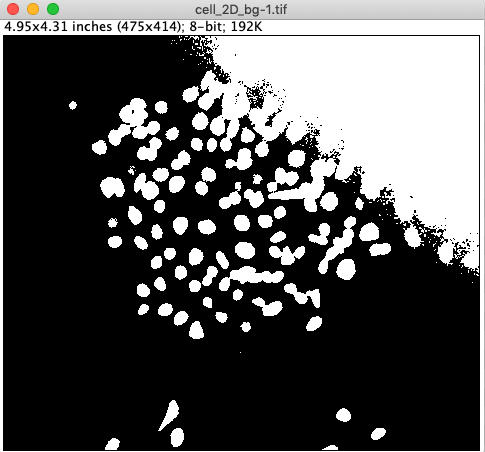 cell_2D_bg-1.tif
4.95x4.31 inches (475x414); 8-bit; 192K